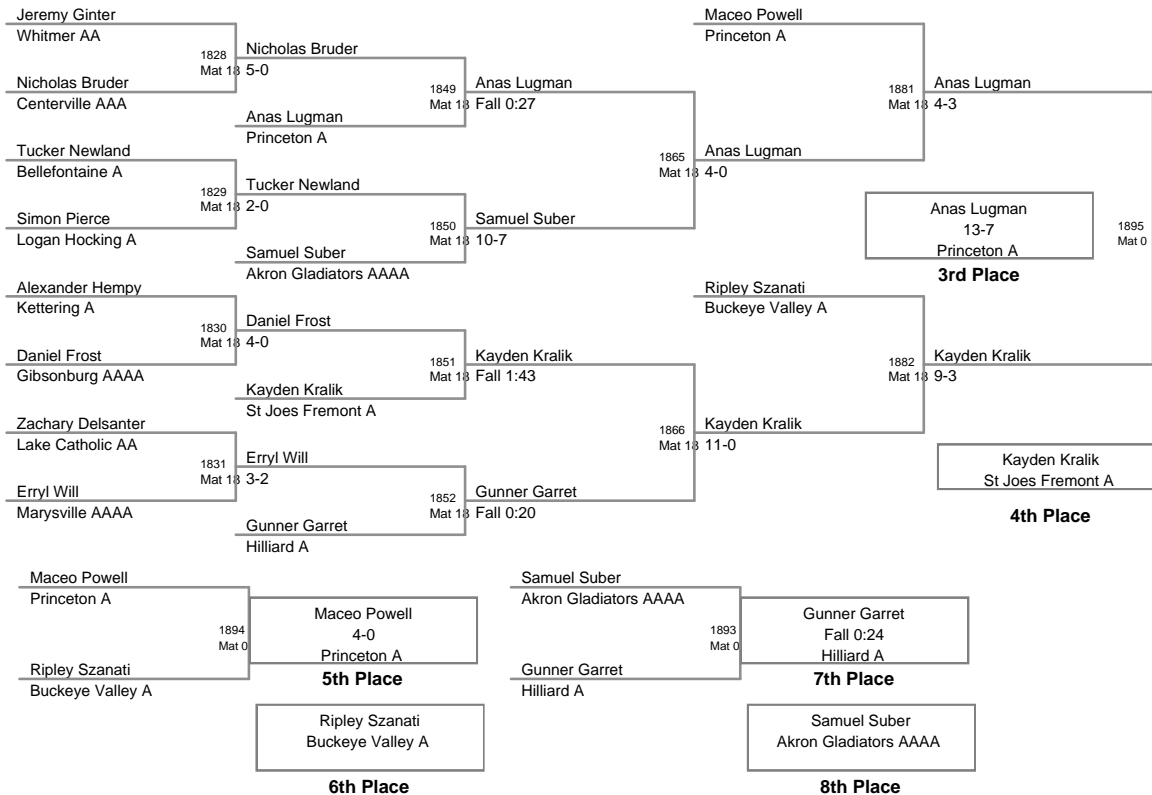 Jeremy Ginter
Whitmer AA
1828
Mat 18
Nicholas Bruder
5-0
Nicholas Bruder
Centerville AAA
1849
Mat 18
Anas Lugman
Fall 0:27
Anas Lugman
Princeton A
Tucker Newland
Bellefontaine A
1829
Mat 18
Tucker Newland
2-0
Simon Pierce
Logan Hocking A
1850
Mat 18
Samuel Suber
10-7
Samuel Suber
Akron Gladiators AAAA
1865
Mat 18
Anas Lugman
4-0
Maceo Powell
Princeton A
1881
Mat 18
Anas Lugman
4-3
Anas Lugman
13-7
Princeton A
3rd Place
1895
Mat 0
Alexander Hempy
Kettering A
1830
Mat 18
Daniel Frost
4-0
Daniel Frost
Gibsonburg AAAA
1851
Mat 18
Kayden Kralik
Fall 1:43
Kayden Kralik
St Joes Fremont A
Zachary Delsanter
Lake Catholic AA
1831
Mat 18
Erryl Will
3-2
Erryl Will
Marysville AAAA
1852
Mat 18
Gunner Garret
Fall 0:20
Gunner Garret
Hilliard A
1866
Mat 18
Kayden Kralik
11-0
Ripley Szanati
Buckeye Valley A
1882
Mat 18
Kayden Kralik
9-3
Kayden Kralik
St Joes Fremont A
4th Place
Maceo Powell
Princeton A
1894
Mat 0
Maceo Powell
4-0
Princeton A
5th Place
Ripley Szanati
Buckeye Valley A
Ripley Szanati
Buckeye Valley A
6th Place
Samuel Suber
Akron Gladiators AAAA
1893
Mat 0
Gunner Garret
Fall 0:24
Hilliard A
7th Place
Gunner Garret
Hilliard A
Samuel Suber
Akron Gladiators AAAA
8th Place